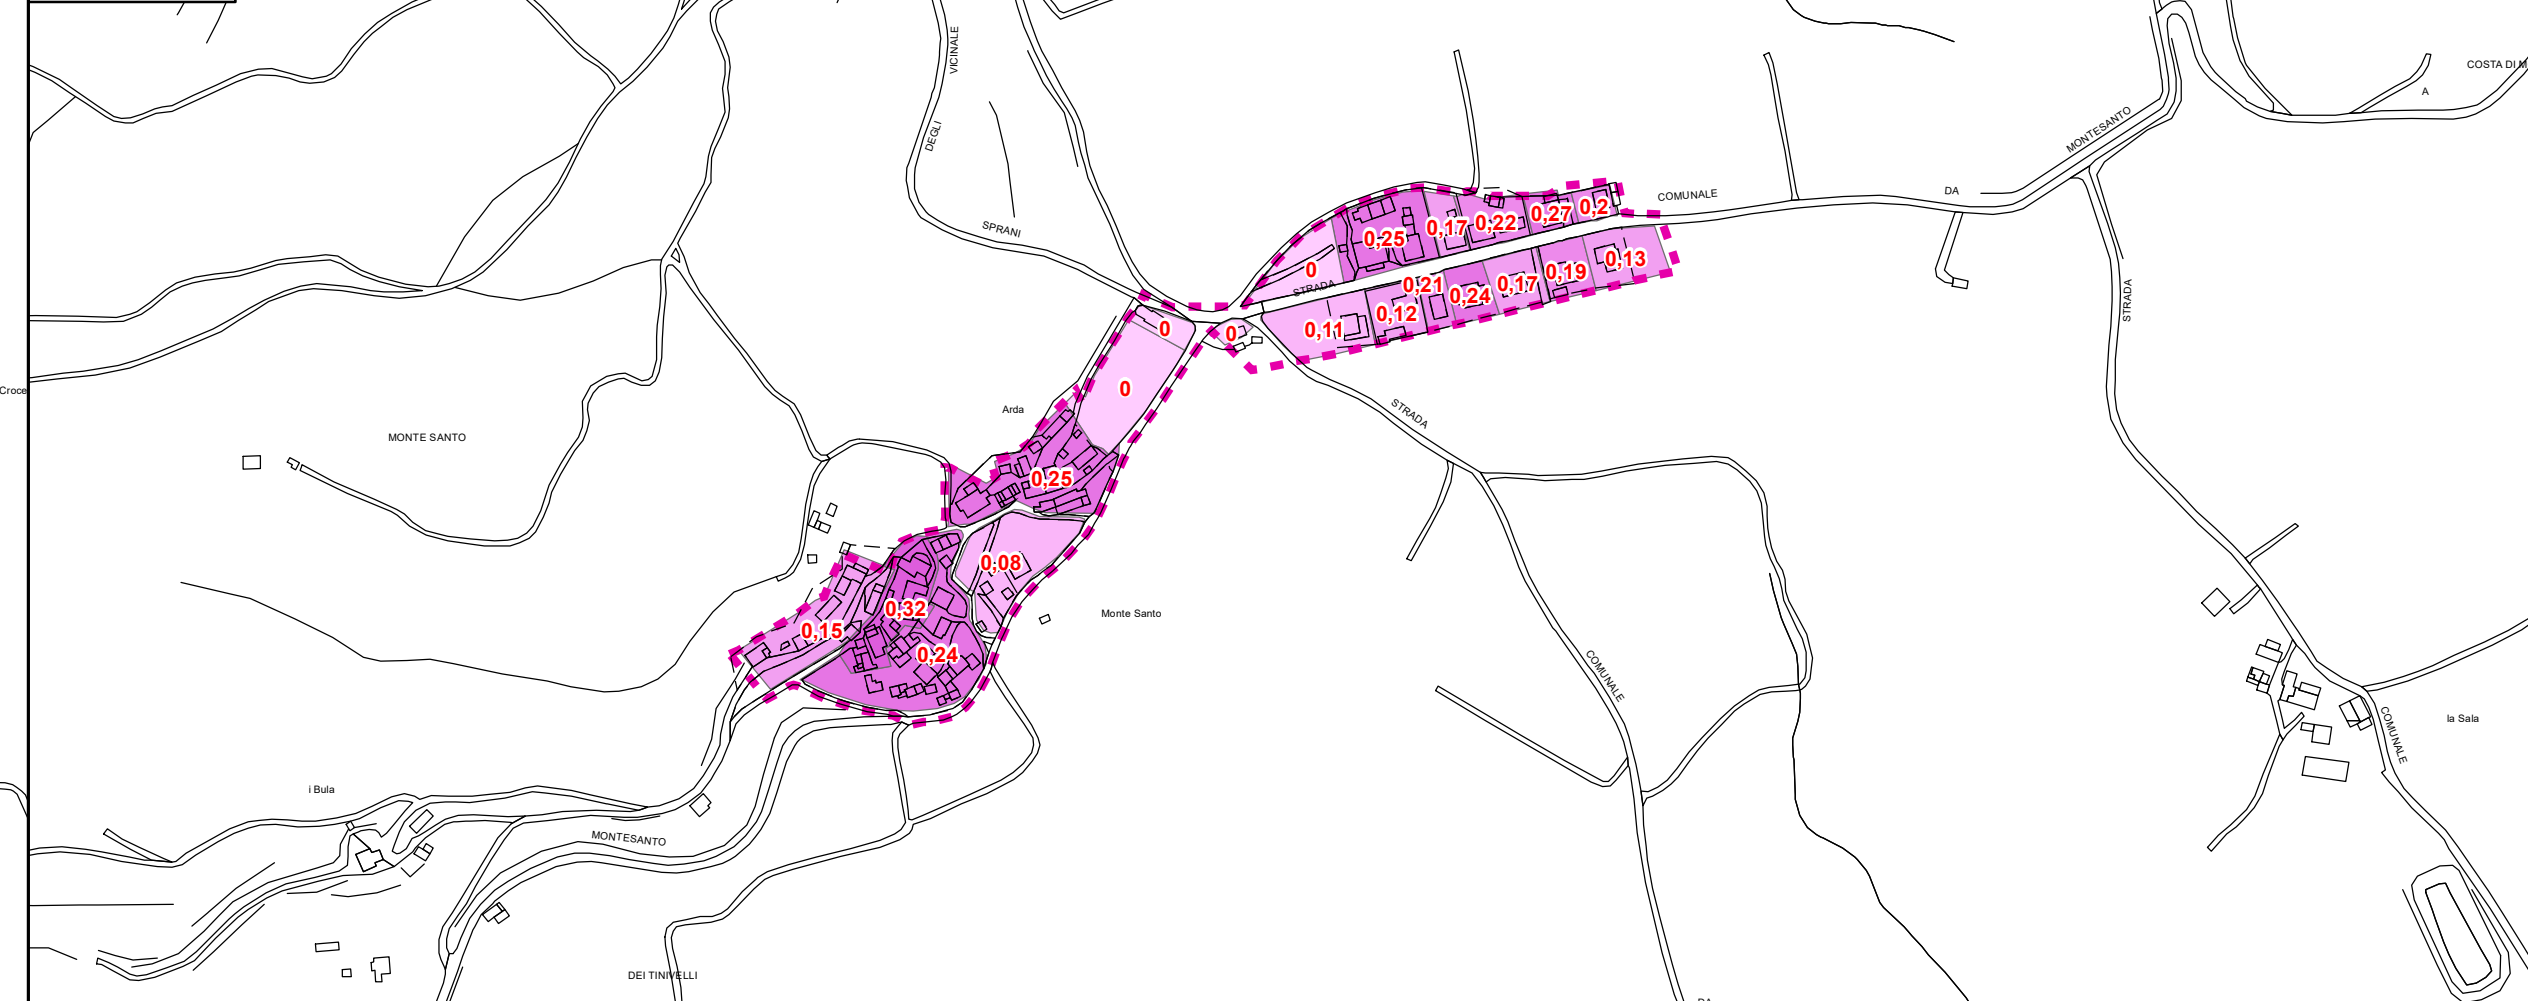 VICINALE
DEGLI
SPRANI
COSTA DI M
A
MONTESANTO
DA
COMUNALE
STRADA
0,25
0,17
0,22
0,27
0,2
0
0,21
0,24
0,17
0,19
0,13
0,11
0,12
0
0
0
STRADA
STRADA
Croce
MONTE SANTO
Arda
0,25
0,08
0,32
0,15
0,24
Monte Santo
COMUNALE
COMUNALE
la Sala
i Bula
MONTESANTO
DEI TINIVELLI